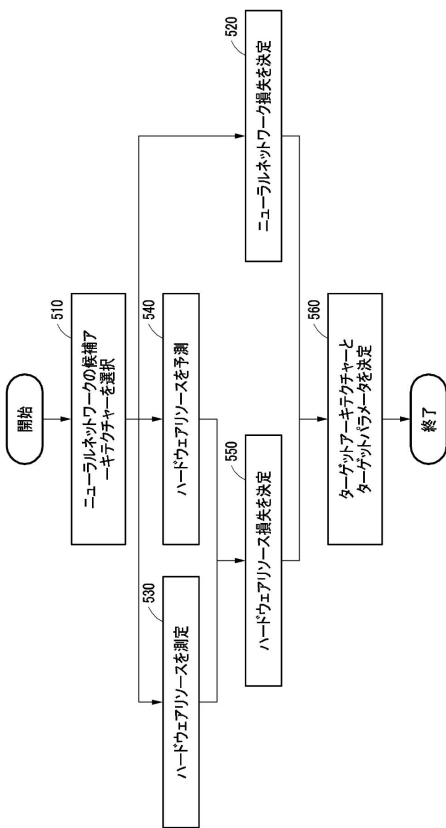 開始
510
ニューラルネットワークの候補ア
ーキテクチャーを選択
530
ハードウェアリソースを測定
540
ハードウェアリソースを予測
520
ニューラルネットワーク損失を決定
550
ハードウェアリソース損失を決定
560
ターゲットアーキテクチャーと
ターゲットパラメータを決定
終了